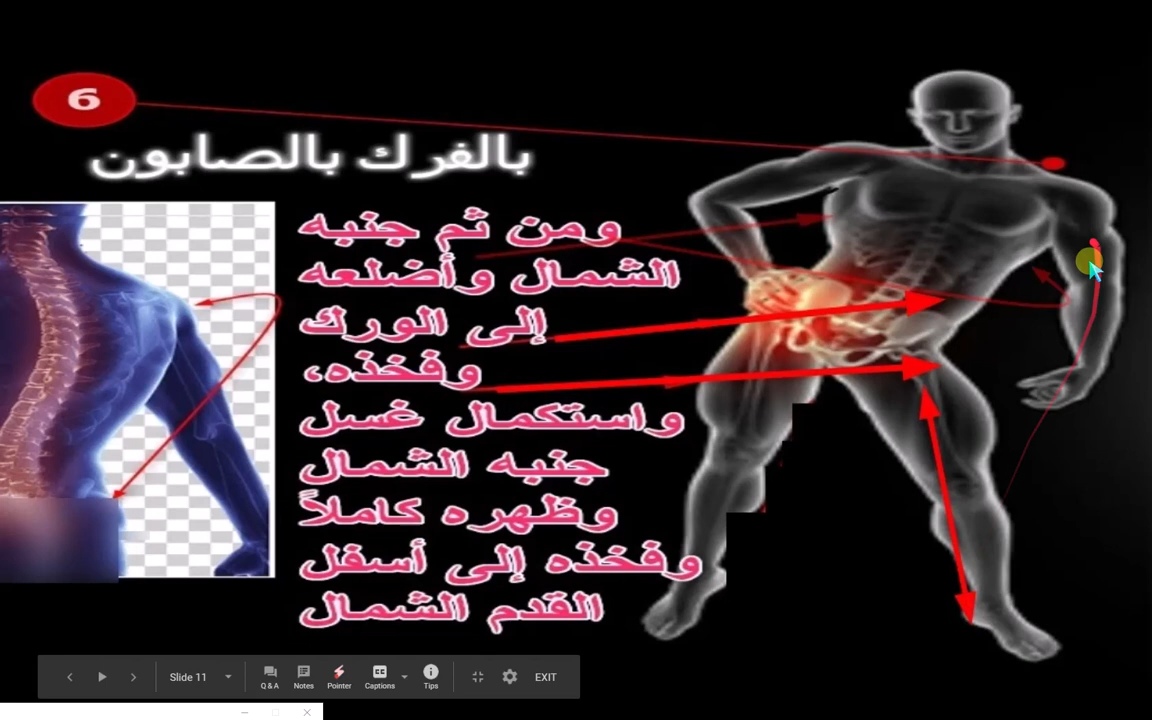 6
بالفرك بالصابون
ومن ثم جنبه
الشمال وأضلعه
إلى الورك
وفخذه،
واستكمال غسل
جنبه الشمال
وظهره كاملاً
وفخذه إلى أسفل
القدم الشمال
Slide 11
Q & A
Notes
Pointer
Captions
Tips
EXIT